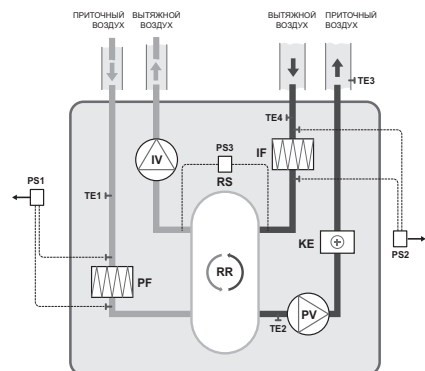 ПРИТОЧНЫЙ ВОЗДУХ
ВЫТЯЖНОЙ ВОЗДУХ
ВЫТЯЖНОЙ ВОЗДУХ
ПРИТОЧНЫЙ ВОЗДУХ
TE3
TE4
PS3
IV
IF
RS
PS1
TE1
KE
PS2
RR
PF
PV
TE2